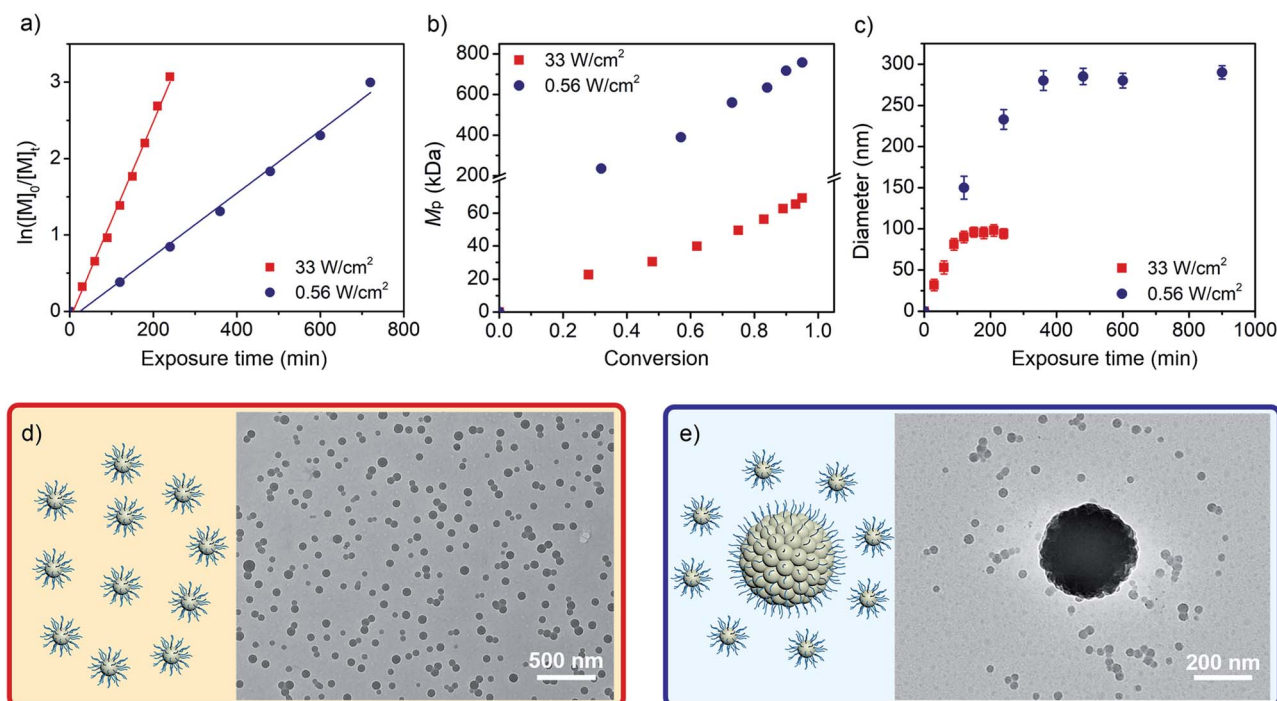 a)
ln([M]₀/[M]ₜ)
3
2
1
0
0
200
400
600
800
Exposure time (min)
33 W/cm²
0.56 W/cm²
b)
33 W/cm²
0.56 W/cm²
Mp (kDa)
800
600
400
200
60
40
20
0
0.0
0.2
0.4
0.6
0.8
1.0
Conversion
c)
Diameter (nm)
300
250
200
150
100
50
0
0
200
400
600
800
1000
Exposure time (min)
33 W/cm²
0.56 W/cm²
d)
500 nm
e)
200 nm